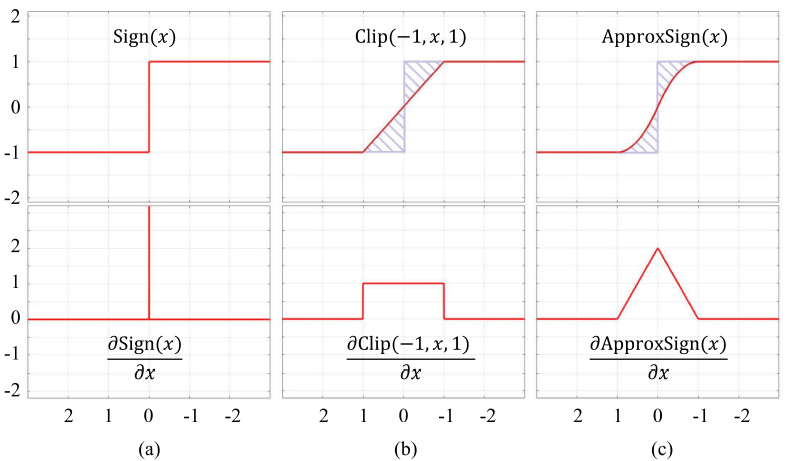 2
1
0
-1
-2
Sign(x)
Clip(−1, x, 1)
ApproxSign(x)
2
1
0
-1
-2
∂Sign(x)
∂x
∂Clip(−1, x, 1)
∂x
∂ApproxSign(x)
∂x
2 1 0 -1 -2
2 1 0 -1 -2
2 1 0 -1 -2
(a)
(b)
(c)